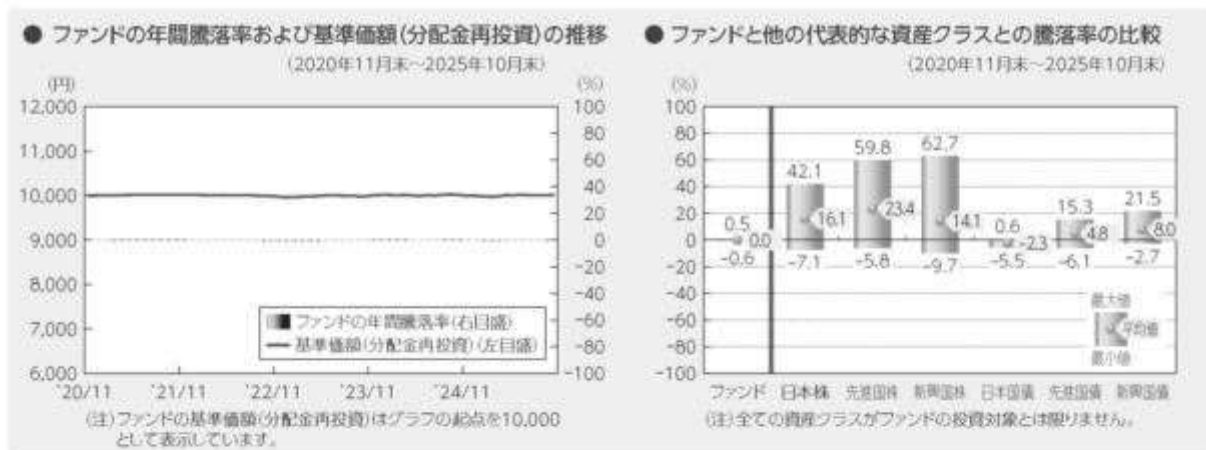 ● ファンドの年間騰落率および基準価額(分配金再投資)の推移
(2020年11月末~2025年10月末)
(円)
(%)
12,000
11,000
10,000
9,000
8,000
7,000
6,000
100
80
60
40
20
0
-20
-40
-60
-80
-100
ファンドの年間騰落率(右目盛)
基準価額(分配金再投資)(左目盛)
'20/11 '21/11 '22/11 '23/11 '24/11
(注)ファンドの基準価額(分配金再投資)はグラフの起点を10,000
として表示しています。
● ファンドと他の代表的な資産クラスとの騰落率の比較
(2020年11月末~2025年10月末)
(%)
100
80
60
40
20
0
-20
-40
-60
-80
-100
0.5 42.1 59.8 62.7 0.6 15.3 21.5
0.0 16.1 23.4 14.1 -2.3 4.8 8.0
-0.6 -7.1 -5.8 -9.7 -5.5 -6.1 -2.7
最大値
平均値
最小値
ファンド 日本株 先進国株 新興国株 日本国債 先進国債 新興国債
(注)全ての資産クラスがファンドの投資対象とは限りません。